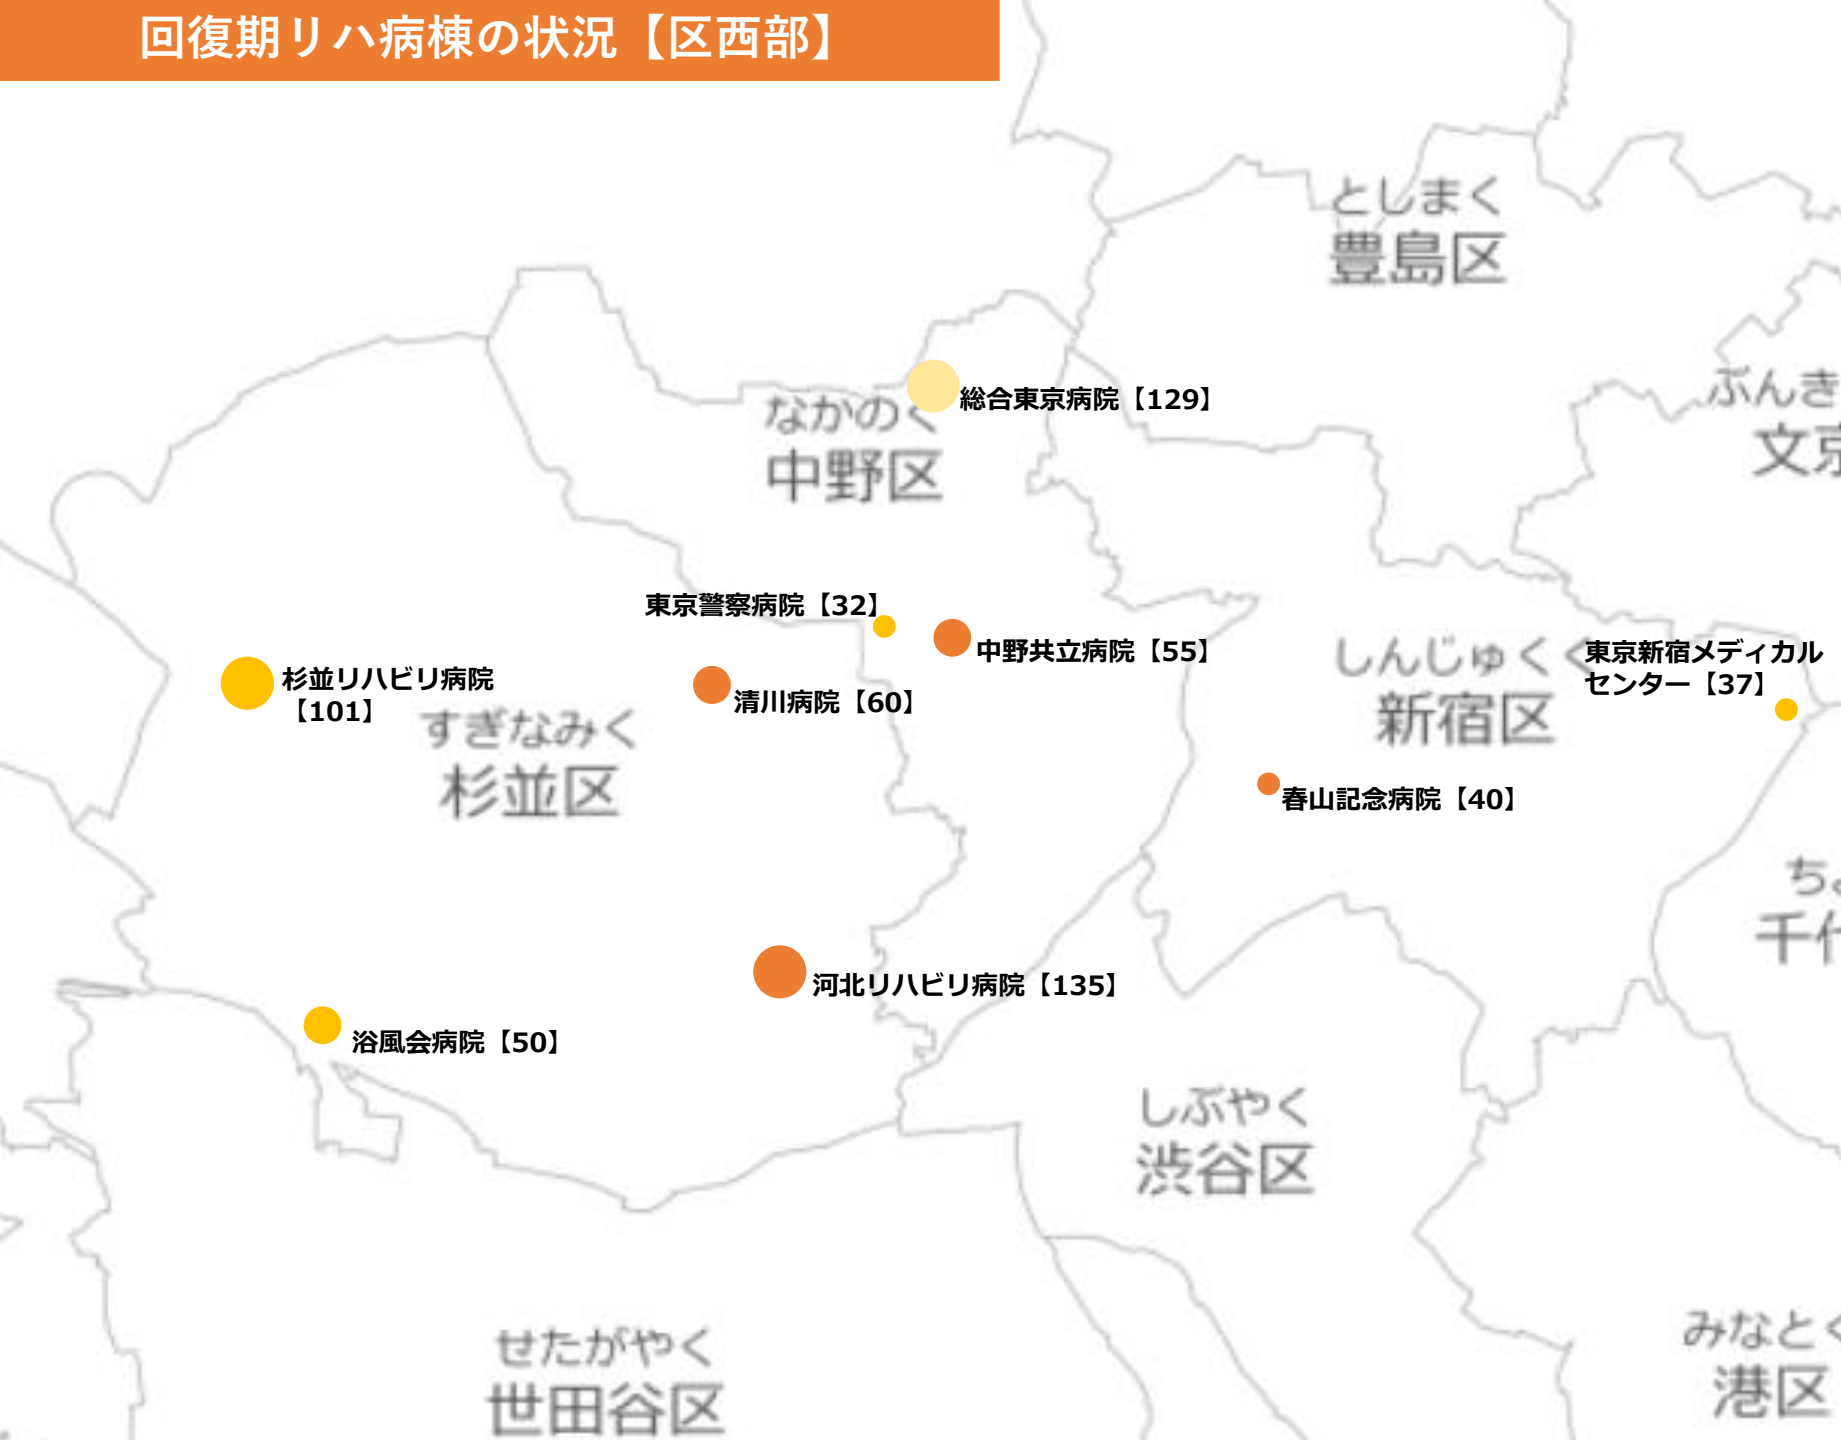 回復期リハ病棟の状況【区西部】
としまく
豊島区
ぶんき
総合東京病院【129】
なかのく
中野区
東京警察病院【32】
中野共立病院【55】
しんじゅくく
新宿区
東京新宿メディカル
センター【37】
杉並リハビリ病院
【101】
清川病院【60】
すぎなみく
杉並区
春山記念病院【40】
河北リハビリ病院【135】
浴風会病院【50】
しぶやく
渋谷区
せたがやく
世田谷区
みなとく
港区